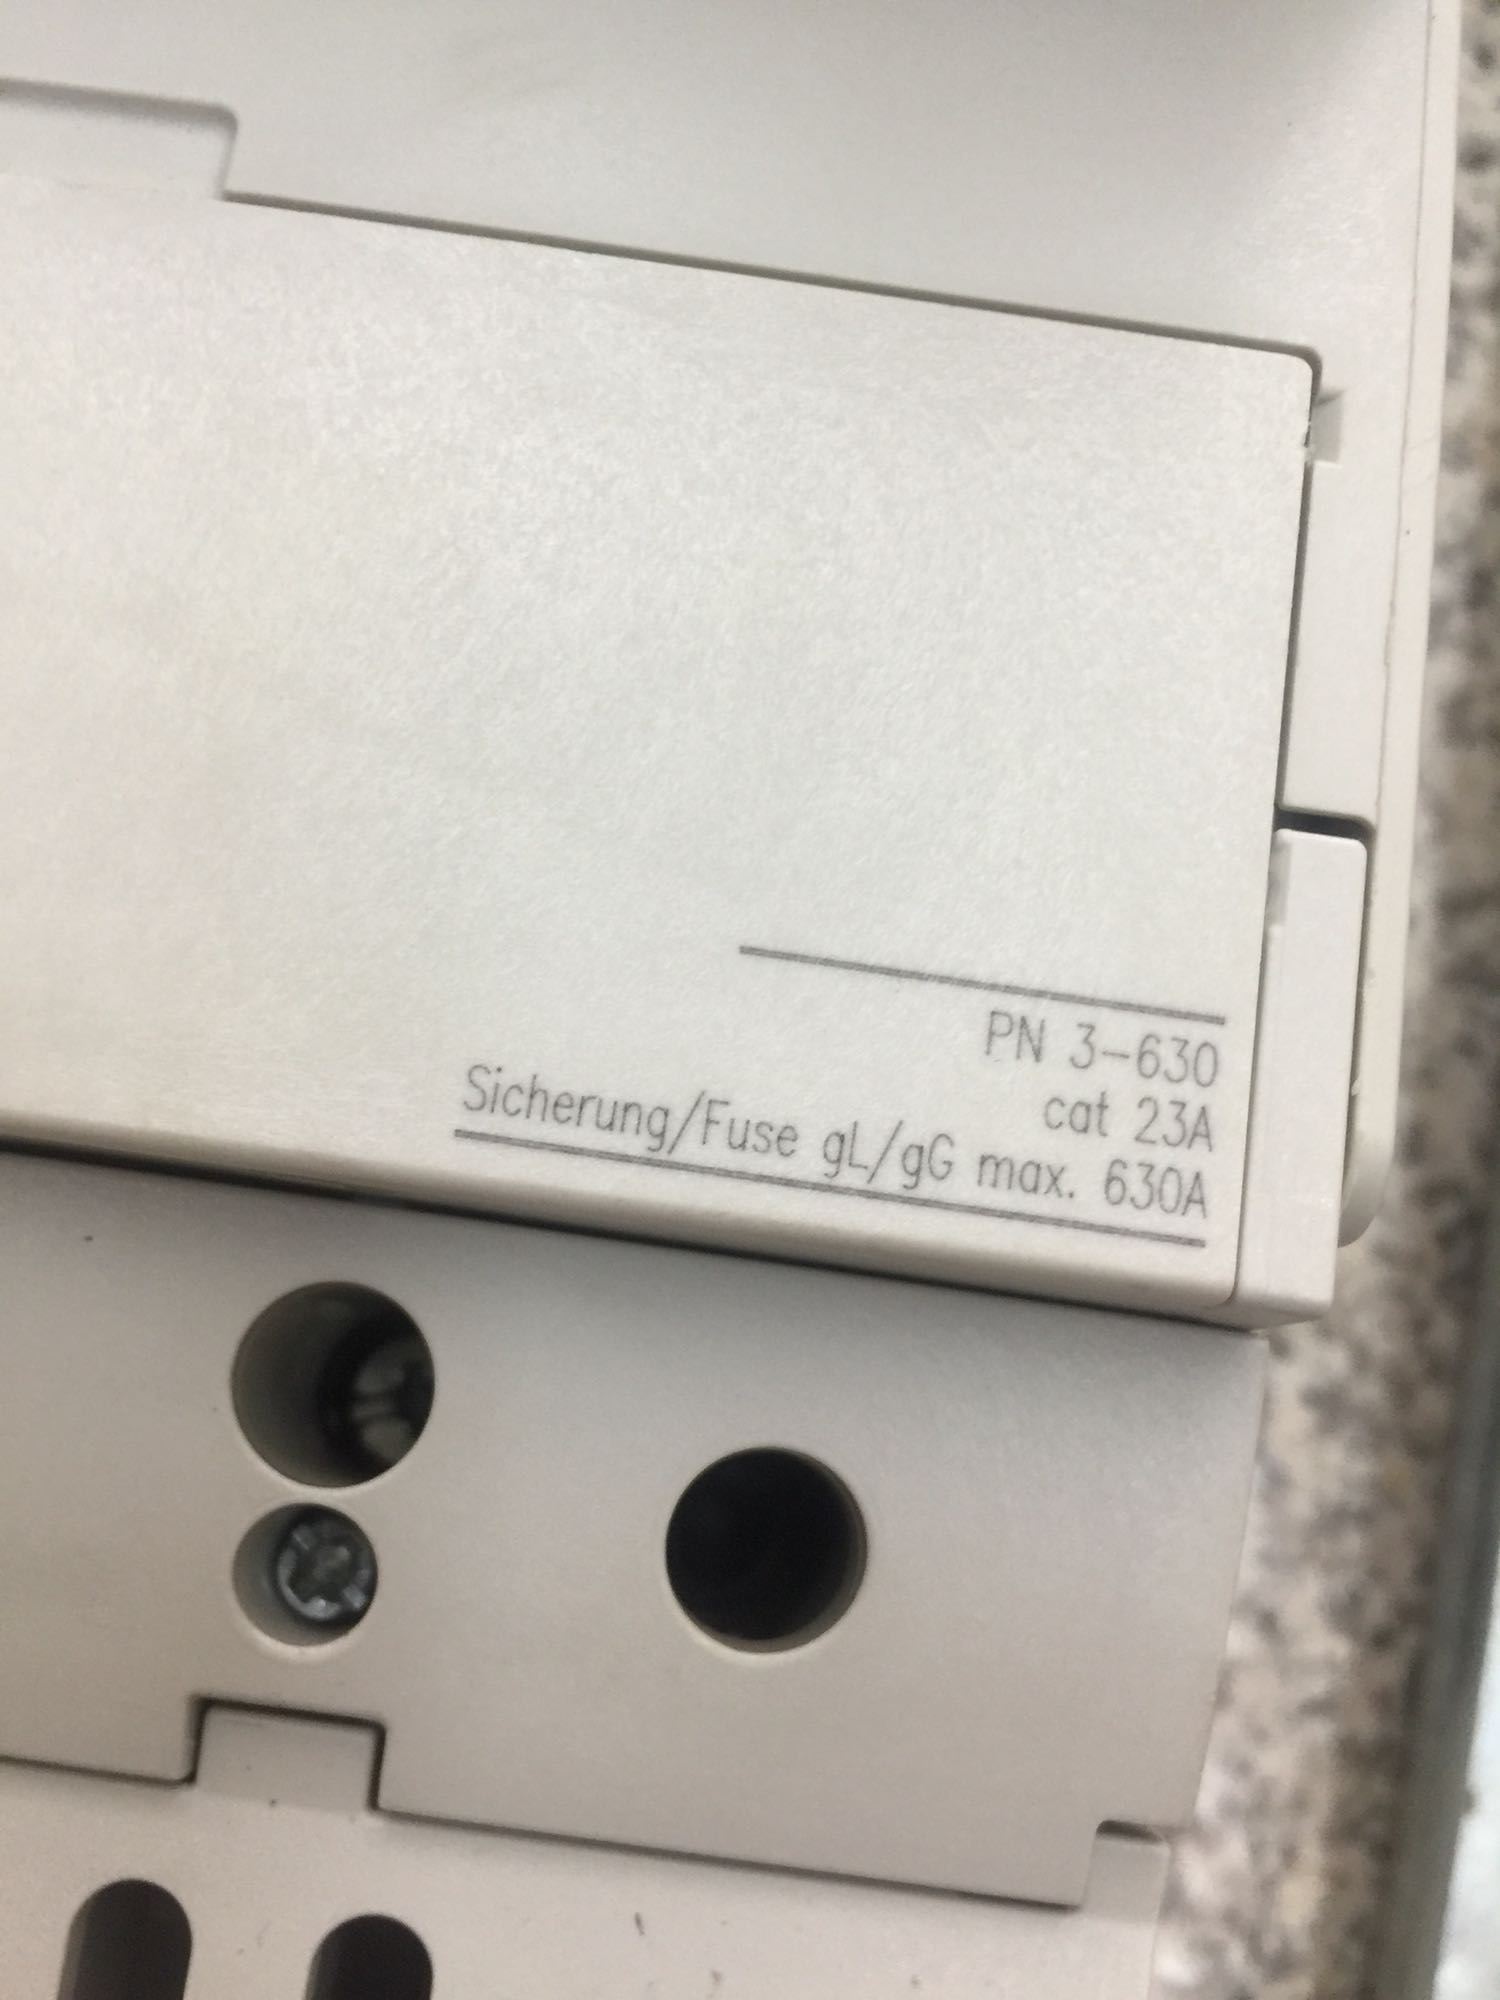 PN 3-630
cat 23A
Sicherung/Fuse gL/gG max. 630A